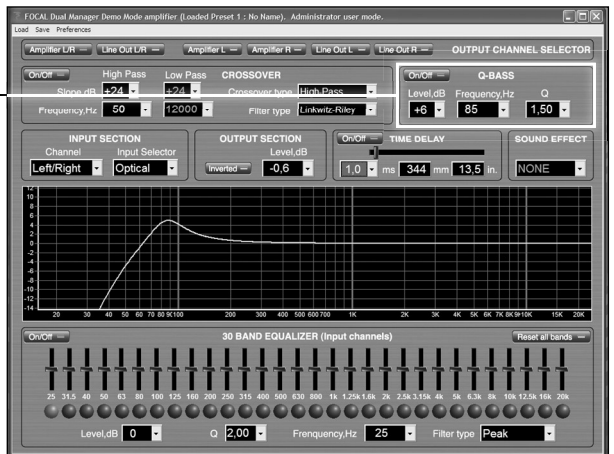 FOCAL Dual Manager Demo Mode amplifier (Loaded Preset 1 : No Name). Administrator user mode.
Load Save Preferences
Amplifier L/R Line Out L/R Amplifier L Amplifier R Line Out L Line Out R OUTPUT CHANNEL SELECTOR
On/Off High Pass Low Pass CROSSOVER
Slope dB +24 +24 Crossover type High-Pass
Frequency,Hz 50 12000 Filter type Linkwitz-Riley
On/Off Q-BASS
Level,dB Frequency,Hz Q
+6 85 1,50
INPUT SECTION
Channel Input Selector
Left/Right Optical
OUTPUT SECTION
Level,dB
Inverted -0,6
On/Off TIME DELAY
1,0 ms 344 mm 13,5 in.
SOUND EFFECT
NONE
12
10
8
6
4
2
0
-2
-4
-6
-8
-10
-12
-14
20 30 40 50 60 70 80 90 100 200 300 400 500 600 700 1K 2K 3K 4K 5K 6K 7K 8K 9K 10K 15K 20K
On/Off 30 BAND EQUALIZER (Input channels) Reset all bands
25 31.5 40 50 63 80 100 125 160 200 250 315 400 500 630 800 1k 1.25k 1.6k 2k 2.5k 3.15k 4k 5k 6.3k 8k 10k 12.5k 16k 20k
Level,dB 0 Q 2,00 Frenquency,Hz 25 Filter type Peak